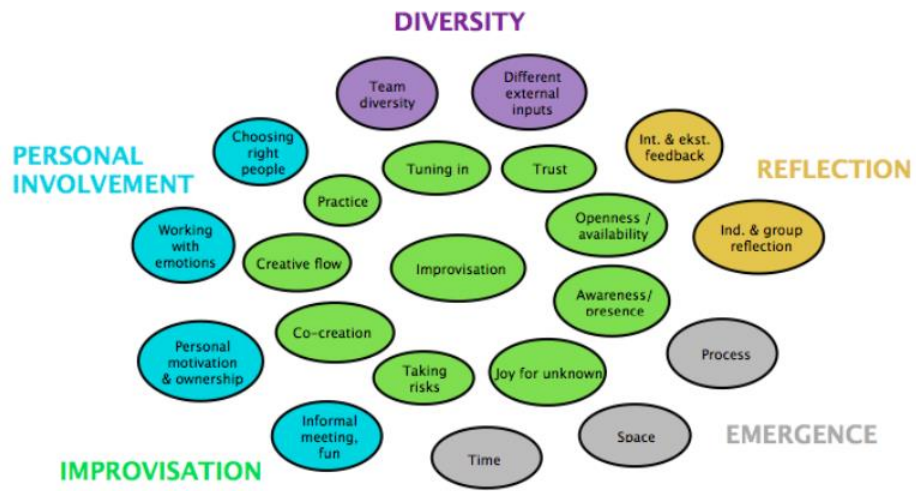 DIVERSITY
Team
diversity
Different
external
inputs
Choosing
right
people
Int. & ekst.
feedback
PERSONAL
INVOLVEMENT
Tuning in
Trust
REFLECTION
Practice
Openness /
availability
Ind. & group
reflection
Working
with
emotions
Creative flow
Improvisation
Awareness/
presence
Co-creation
Process
Personal
motivation
& ownership
Taking
risks
Joy for unknown
Informal
meeting,
fun
Time
Space
EMERGENCE
IMPROVISATION